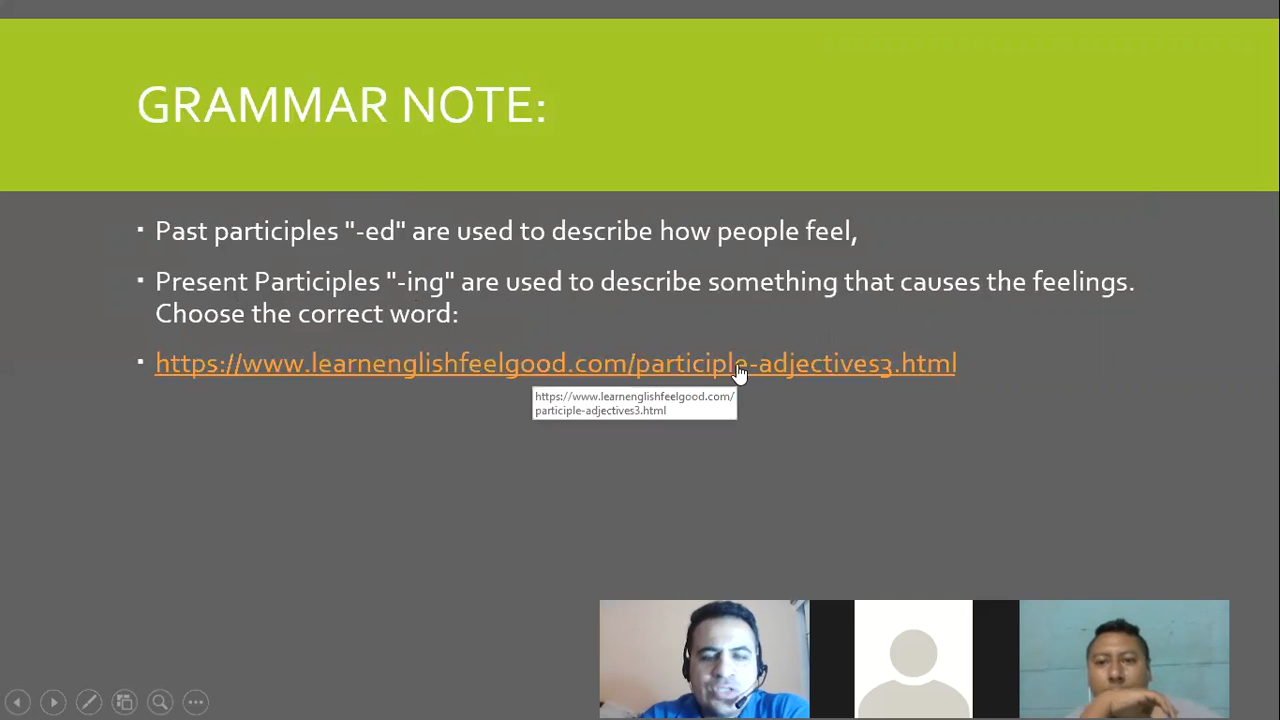 GRAMMAR NOTE:
▪ Past participles "-ed" are used to describe how people feel,
▪ Present Participles "-ing" are used to describe something that causes the feelings.
Choose the correct word:
▪ https://www.learnenglishfeelgood.com/participle-adjectives3.html
https://www.learnenglishfeelgood.com/
participle-adjectives3.html